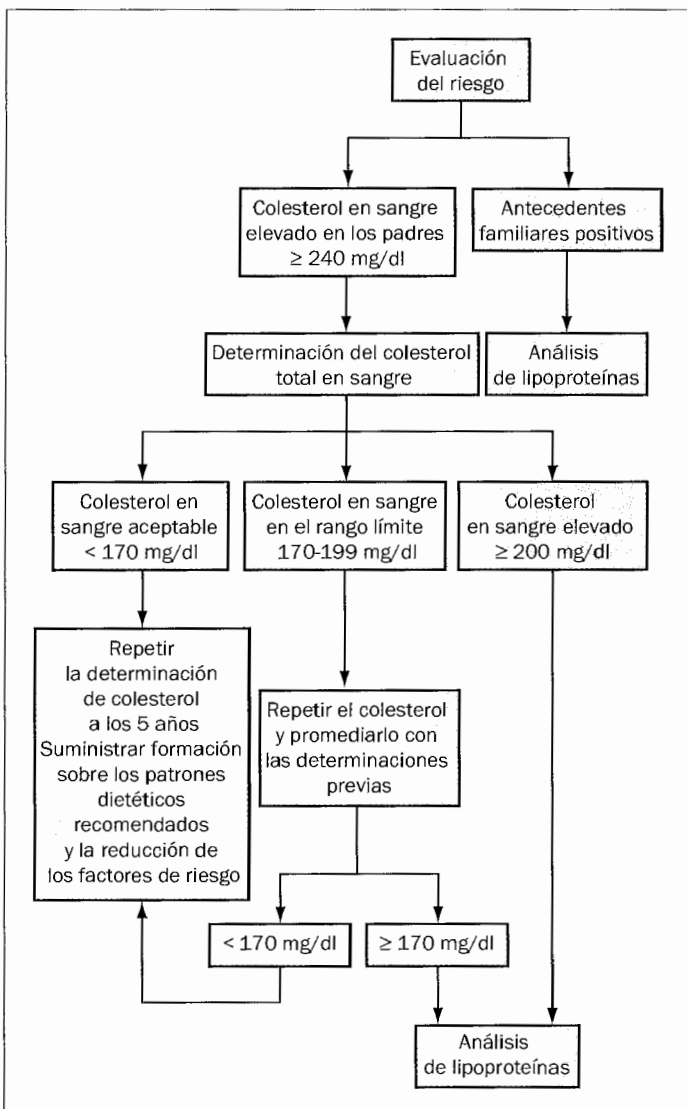 Evaluación
del riesgo
Colesterol en sangre
elevado en los padres
≥ 240 mg/dl
Antecedentes
familiares positivos
Determinación del colesterol
total en sangre
Análisis
de lipoproteínas
Colesterol en
sangre aceptable
< 170 mg/dl
Colesterol en sangre
en el rango límite
170-199 mg/dl
Colesterol
en sangre elevado
≥ 200 mg/dl
Repetir
la determinación
de colesterol
a los 5 años
Suministrar formación
sobre los patrones
dietéticos
recomendados
y la reducción de
los factores de riesgo
Repetir el colesterol
y promediarlo con
las determinaciones
previas
< 170 mg/dl
≥ 170 mg/dl
Análisis
de lipoproteínas